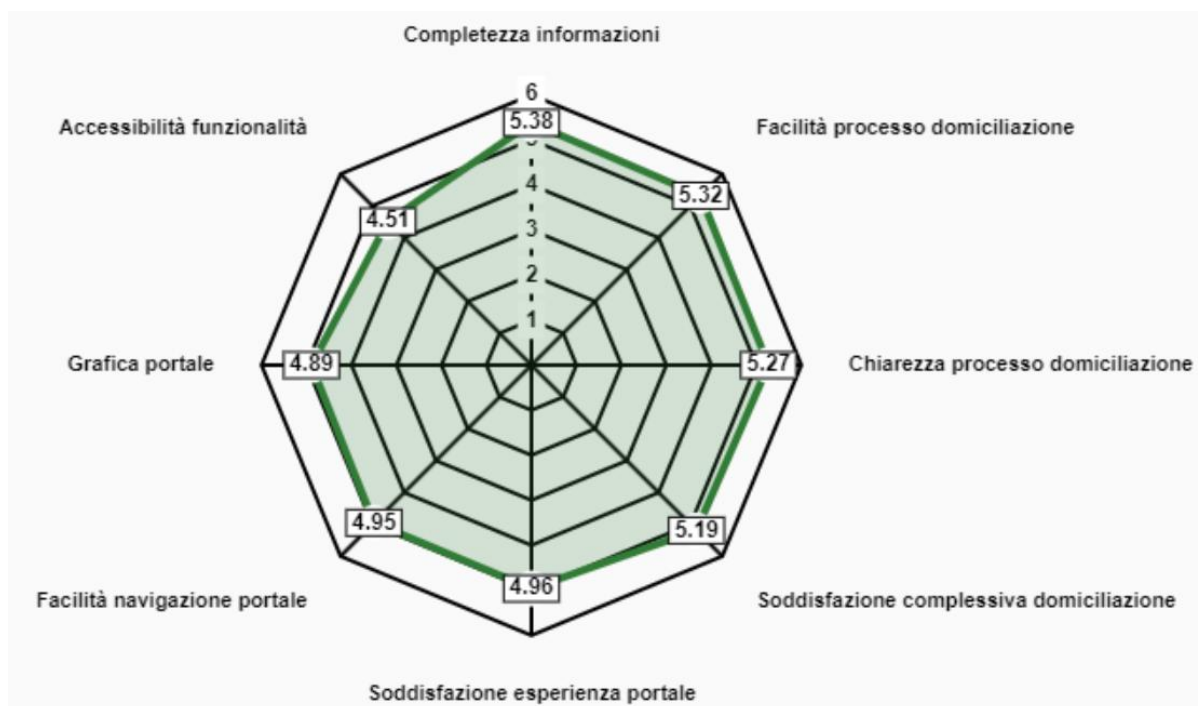 Completezza informazioni
6
Accessibilità funzionalità
5.38
Facilità processo domiciliazione
4
5.32
4.51
3
2
1
Grafica portale
4.89
5.27
Chiarezza processo domiciliazione
4.95
5.19
4.96
Facilità navigazione portale
Soddisfazione complessiva domiciliazione
Soddisfazione esperienza portale